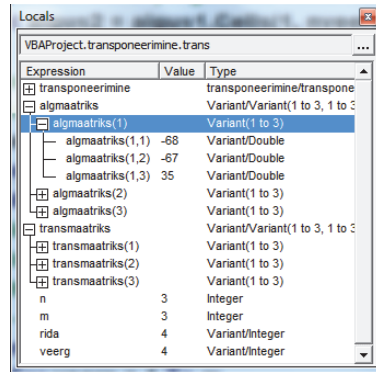 Locals
VBAProject.transponeerimine.trans ...
Expression Value Type
transponeerimine transponeerimine/transpone
algmaatriks Variant/Variant(1 to 3, 1 to 3
algmaatriks(1) Variant(1 to 3)
algmaatriks(1,1) -68 Variant/Double
algmaatriks(1,2) -67 Variant/Double
algmaatriks(1,3) 35 Variant/Double
algmaatriks(2) Variant(1 to 3)
algmaatriks(3) Variant(1 to 3)
transmaatriks Variant/Variant(1 to 3, 1 to 3
transmaatriks(1) Variant(1 to 3)
transmaatriks(2) Variant(1 to 3)
transmaatriks(3) Variant(1 to 3)
n 3 Integer
m 3 Integer
rida 4 Variant/Integer
veerg 4 Variant/Integer